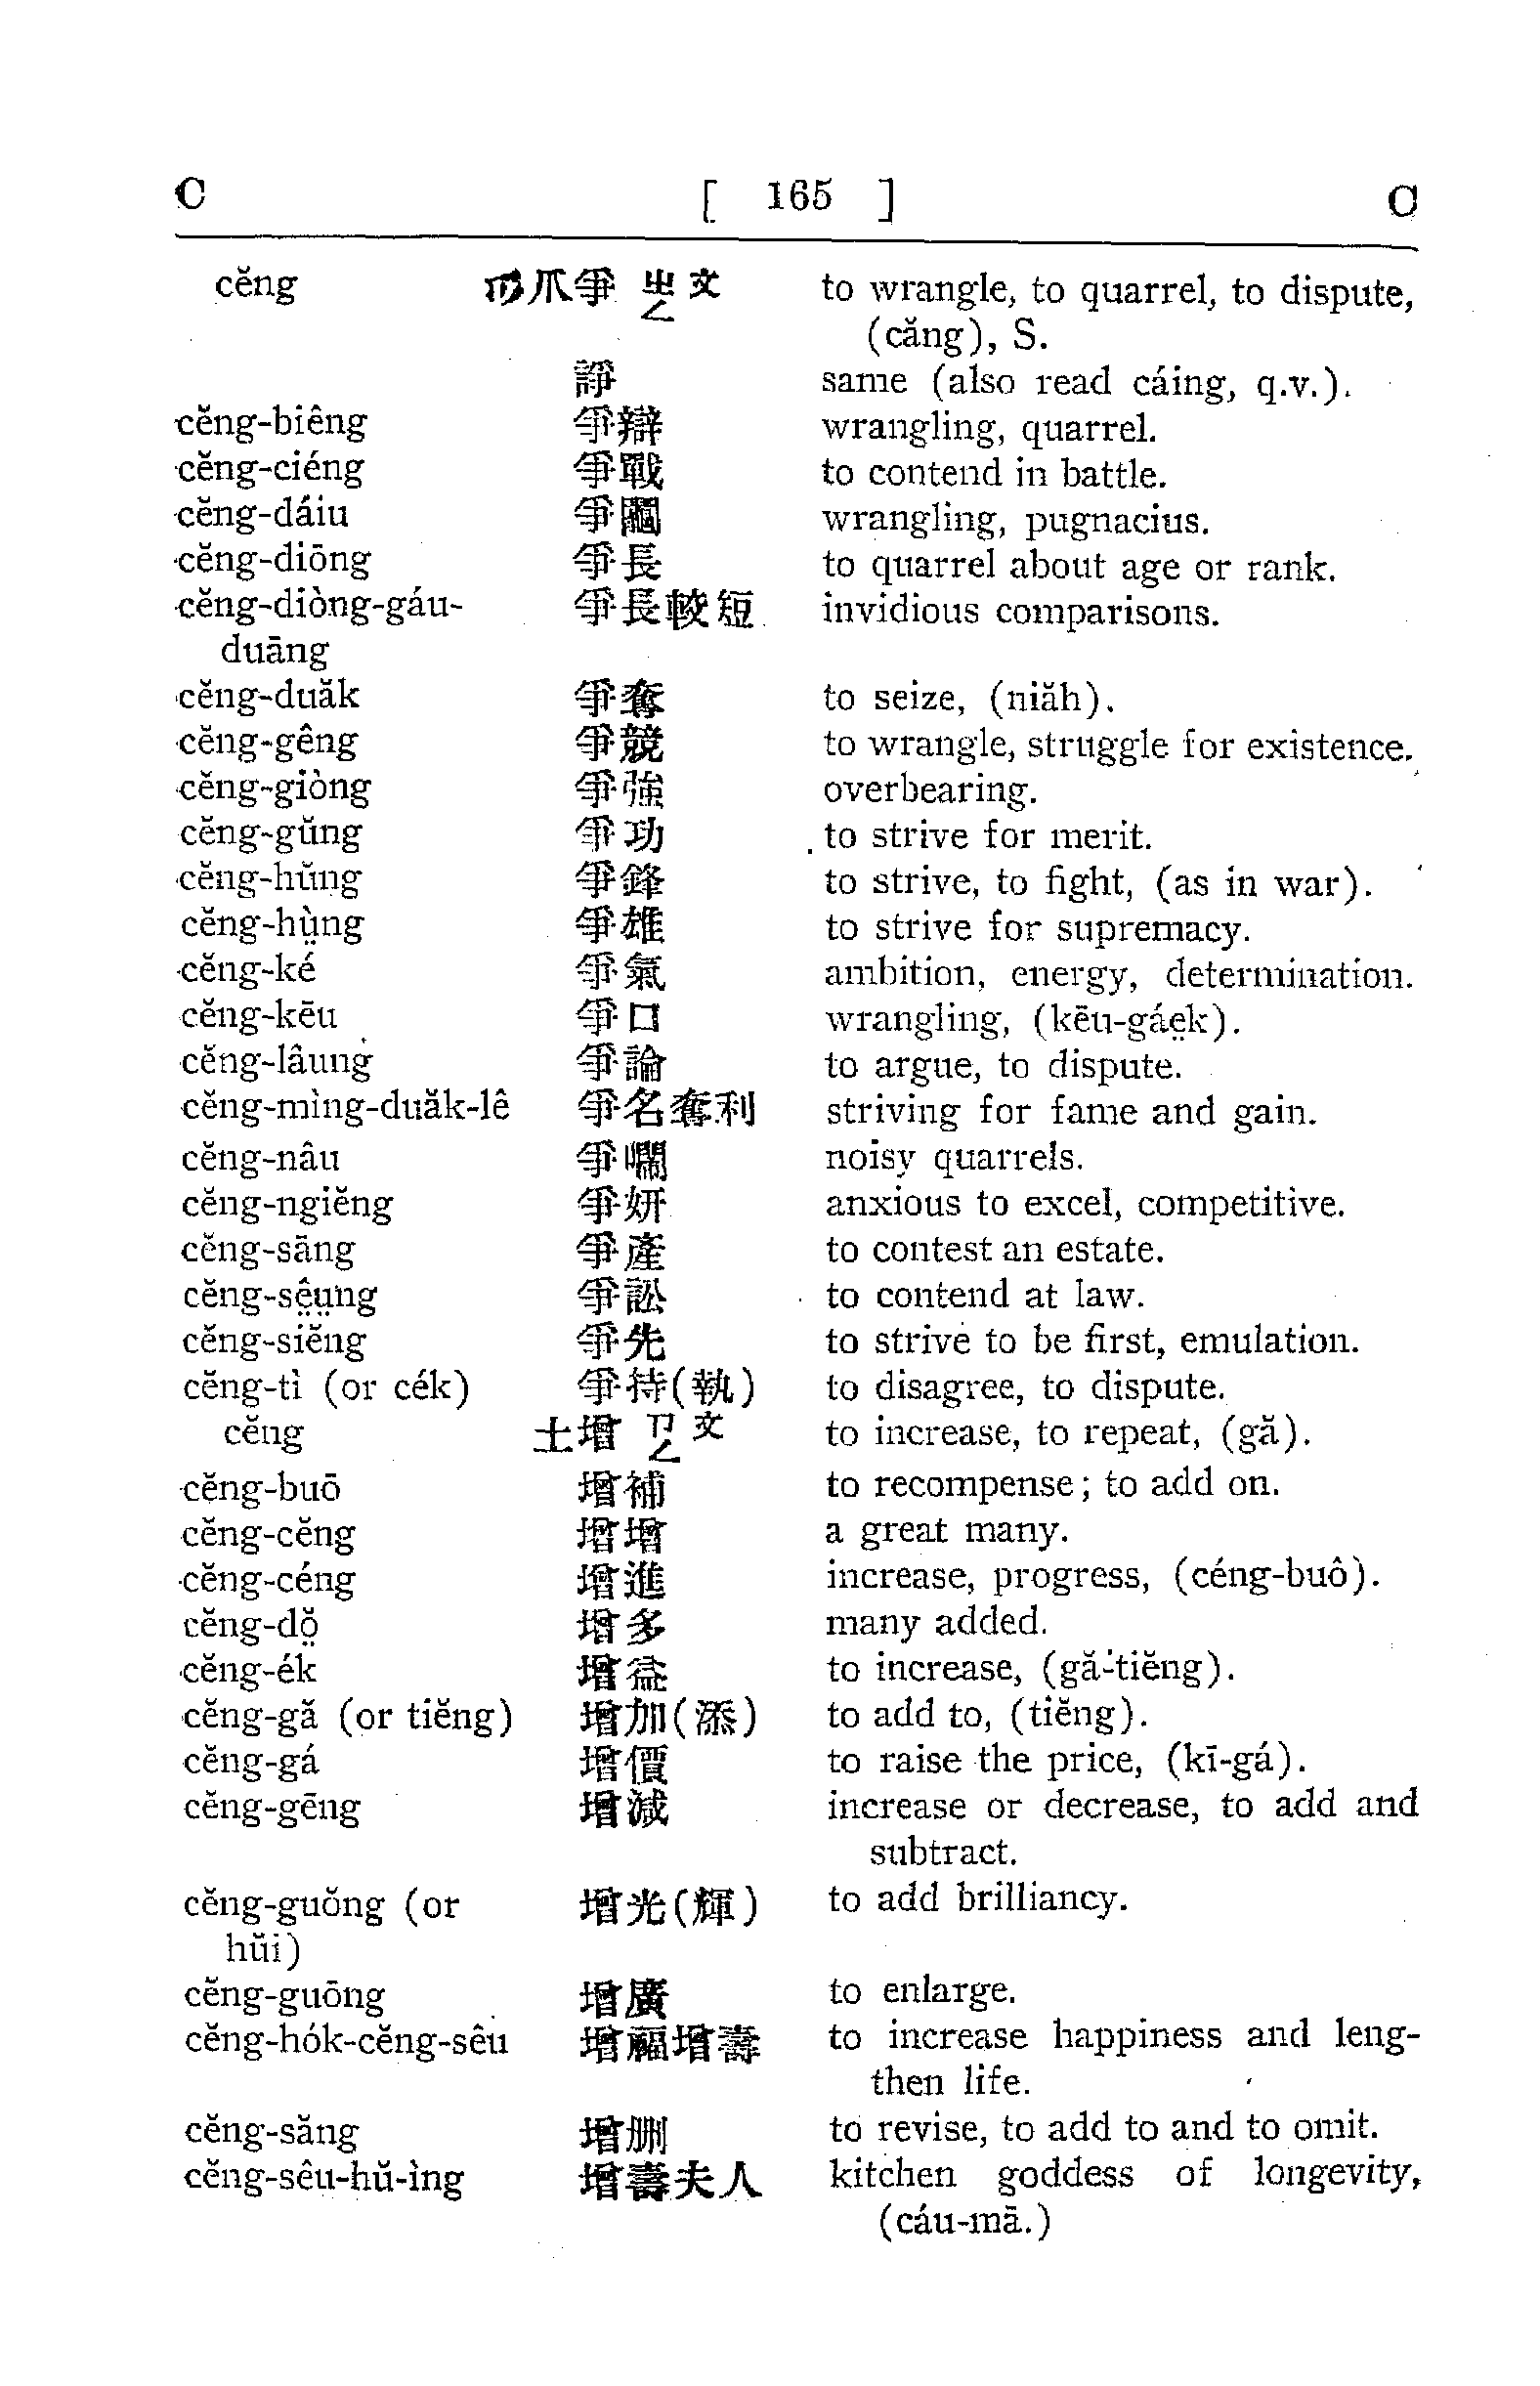 C [ 165 ] C
cĕng 爪爭 ㄓㄥ 文 to wrangle, to quarrel, to dispute,
(căng), S.
諍 same (also read cáing, q.v.).
cĕng-biêng 爭辯 wrangling, quarrel.
cĕng-ciéng 爭戰 to contend in battle.
cĕng-dáiu 爭鬭 wrangling, pugnacius.
cĕng-diōng 爭長 to quarrel about age or rank.
cĕng-diòng-gáu- 爭長較短 invidious comparisons.
duāng
cĕng-duăk 爭奪 to seize, (niăh).
cĕng-gêng 爭競 to wrangle, struggle for existence.
cĕng-giòng 爭強 overbearing.
cĕng-gŭng 爭功 to strive for merit.
cĕng-hŭng 爭鋒 to strive, to fight, (as in war).
cĕng-hṳ̀ng 爭雄 to strive for supremacy.
cĕng-ké 爭氣 ambition, energy, determination.
cĕng-kēu 爭口 wrangling, (kēu-gáe̤k).
cĕng-lâung 爭論 to argue, to dispute.
cĕng-mìng-duăk-lê 爭名奪利 striving for fame and gain.
cĕng-nâu 爭 noisy quarrels.
cĕng-ngiĕng 爭妍 anxious to excel, competitive.
cĕng-sāng 爭產 to contest an estate.
cĕng-sê̤ṳng 爭訟 to contend at law.
cĕng-siĕng 爭先 to strive to be first, emulation.
cĕng-tì (or cék) 爭持(執) to disagree, to dispute.
cĕng 土增 ㄗㄥ 文 to increase, to repeat, (gă).
cĕng-buō 增補 to recompense; to add on.
cĕng-cĕng 增增 a great many.
cĕng-céng 增進 increase, progress, (céng-buô).
cĕng-dŏ̤ 增多 many added.
cĕng-ék 增益 to increase, (gă-tiĕng).
cĕng-gă (or tiĕng) 增加(添) to add to, (tiĕng).
cĕng-gá 增價 to raise the price, (kī-gá).
cĕng-gēng 增減 increase or decrease, to add and
subtract.
cĕng-guŏng (or 增光(輝) to add brilliancy.
hŭi)
cĕng-guōng 增廣 to enlarge.
cĕng-hók-cĕng-sêu 增福增壽 to increase happiness and leng-
then life.
cĕng-săng 增刪 to revise, to add to and to omit.
cĕng-sêu-hŭ-ìng 增壽夫人 kitchen goddess of longevity,
(cáu-mā.)